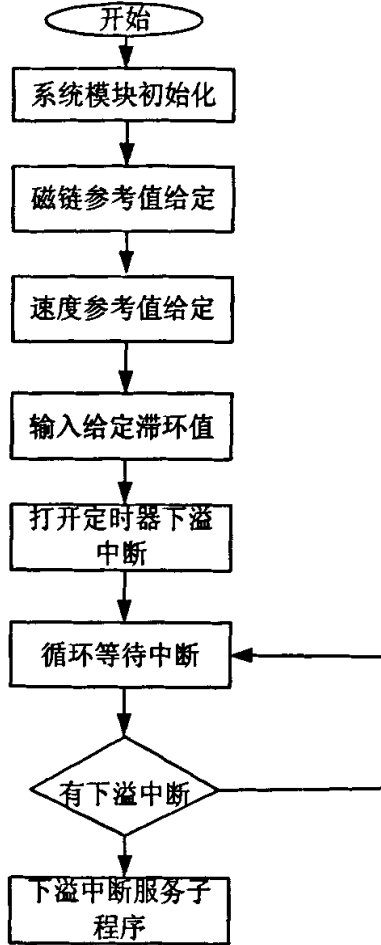 开始
系统模块初始化
磁链参考值给定
速度参考值给定
输入给定滞环值
打开定时器下溢
中断
循环等待中断
有下溢中断
下溢中断服务子
程序